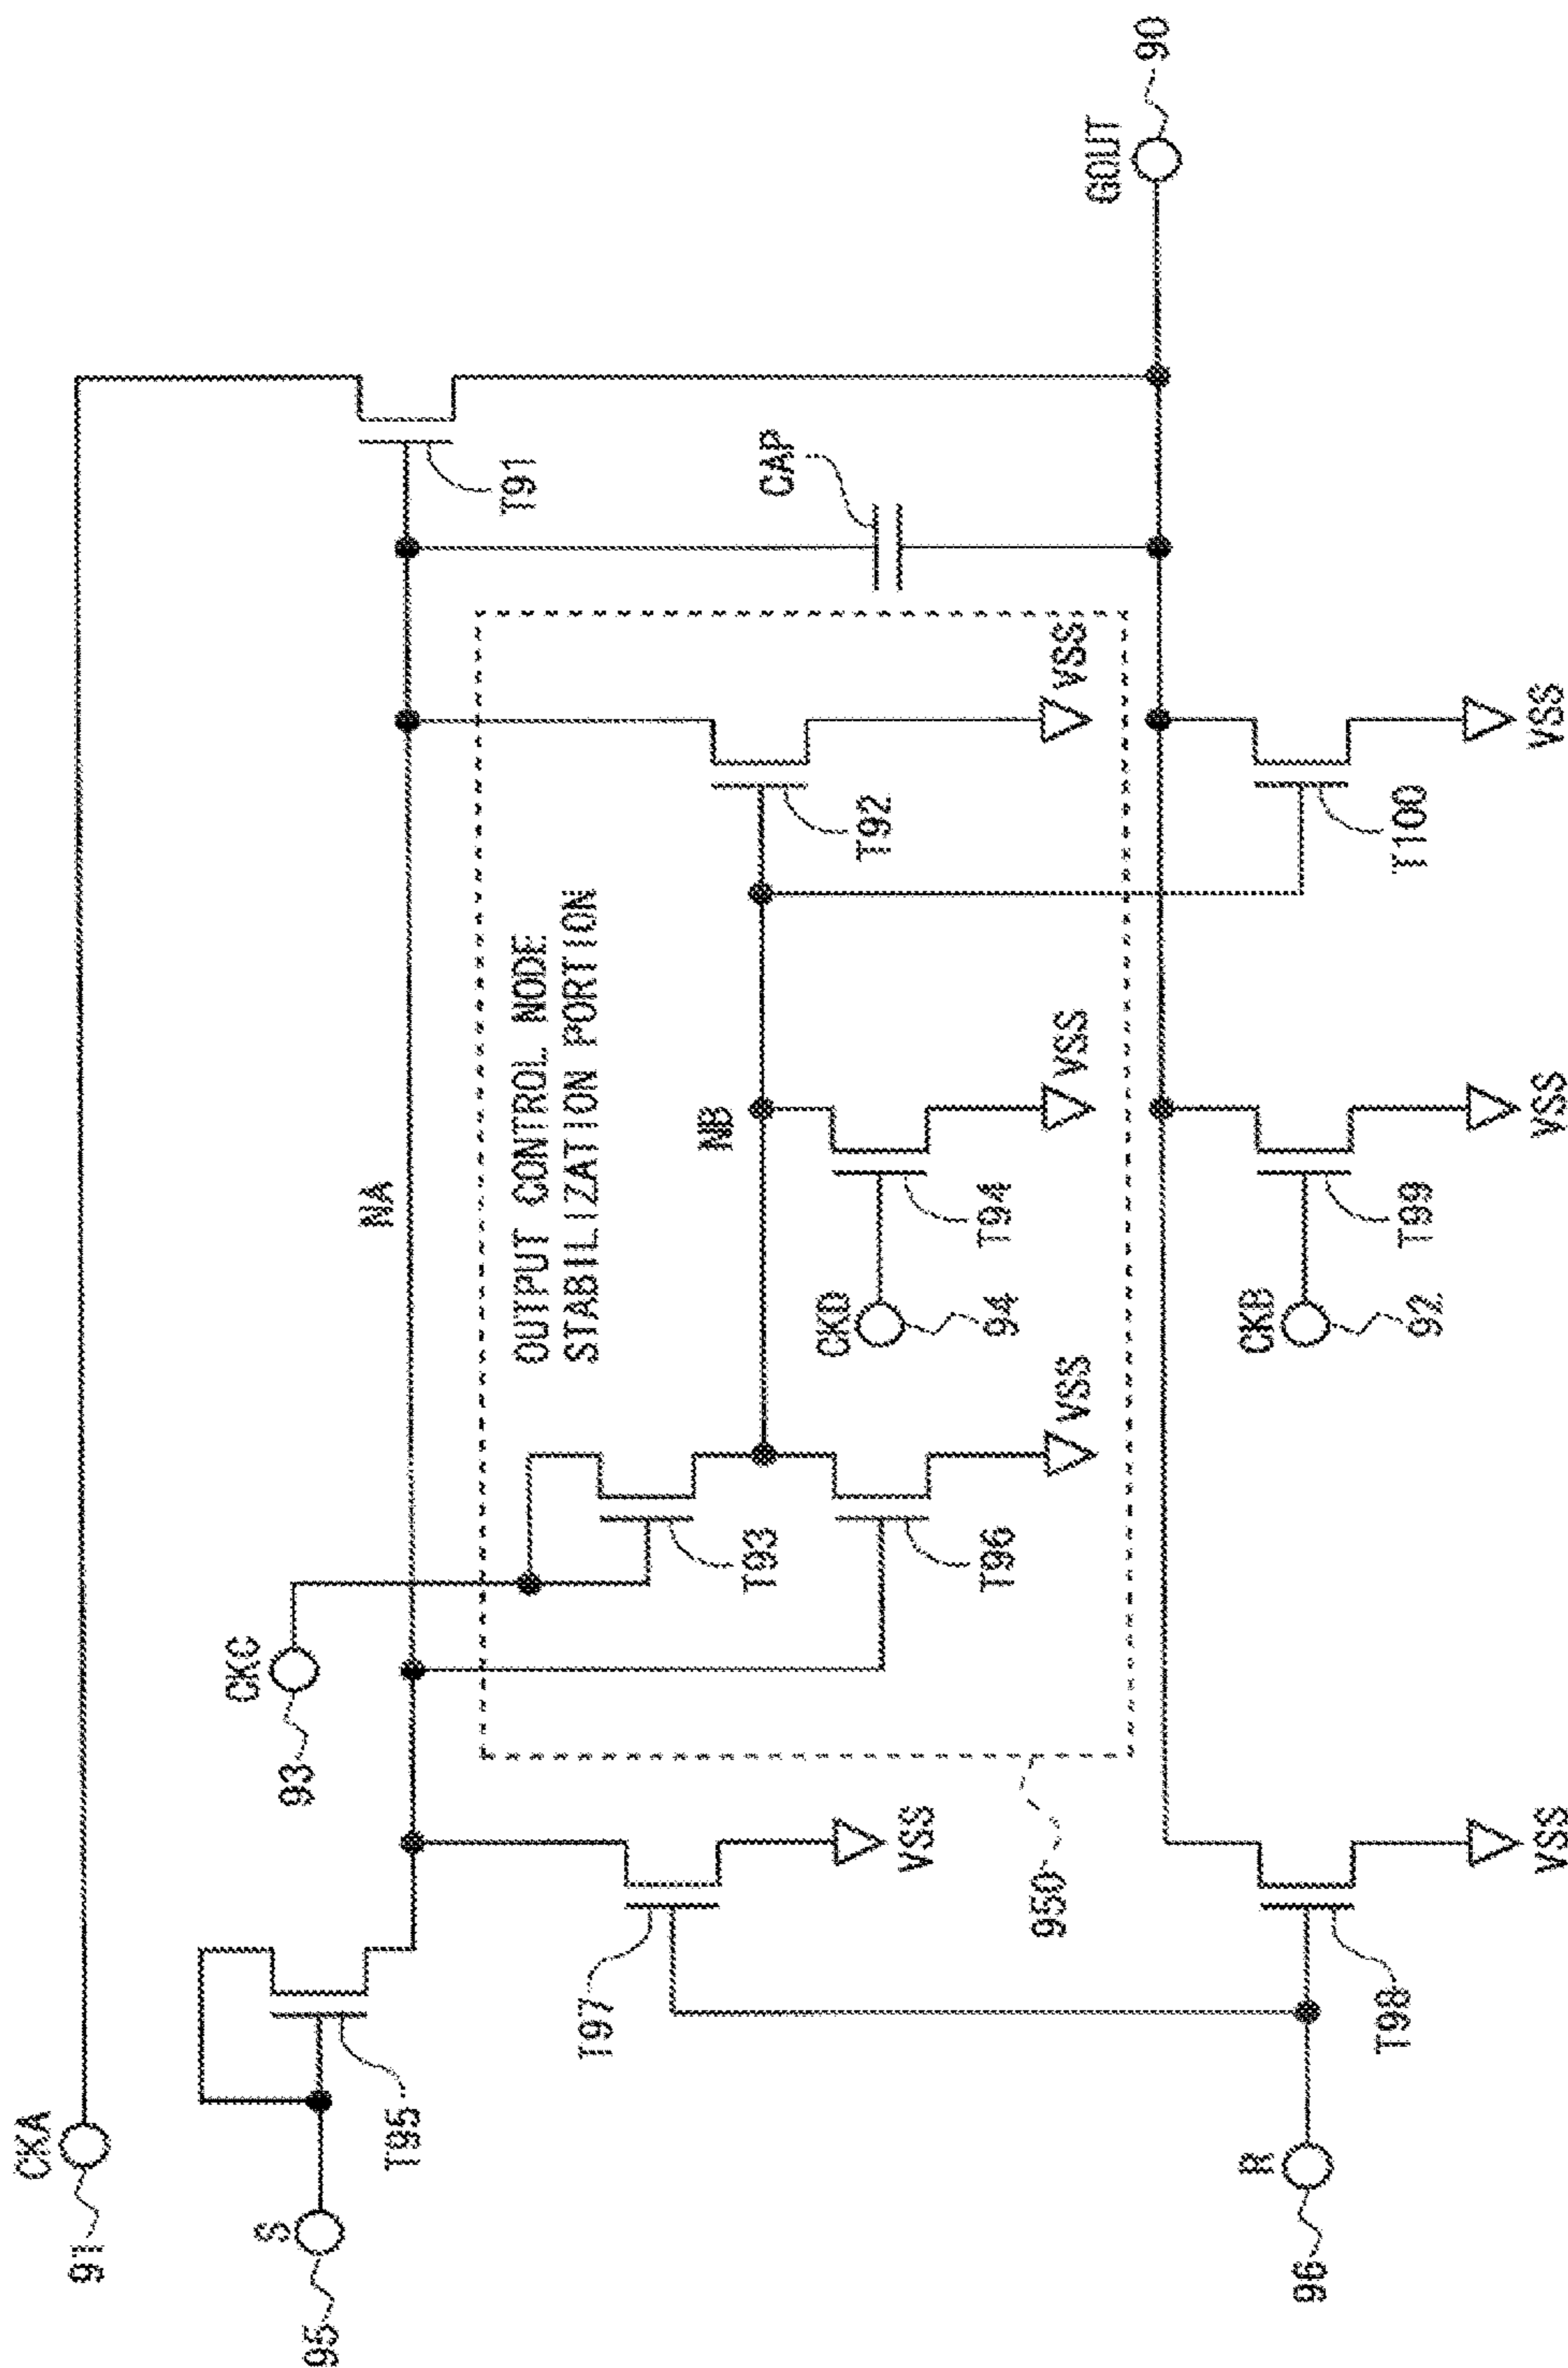 91
CKA
95
S
T95
93
CKC
NA
T91
T97
VSS
OUTPUT CONTROL NODE
STABILIZATION PORTION
T93
T96
VSS
NB
CKD
94
T94
VSS
T92
VSS
CAP
950
GOUT
90
96
R
T98
VSS
CKB
92
T99
VSS
T100
VSS